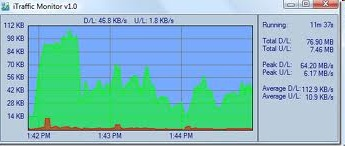 iTraffic Monitor v1.0
D/L: 45.8 KB/s U/L: 1.8 KB/s
112 KB
98 KB
84 KB
70 KB
56 KB
42 KB
28 KB
14 KB
1:42 PM
1:43 PM
1:44 PM
Running: 11m 37s
Total D/L: 76.90 MB
Total U/L: 7.46 MB
Peak D/L: 64.20 MB/s
Peak U/L: 6.17 MB/s
Average D/L: 112.9 KB/s
Average U/L: 10.9 KB/s